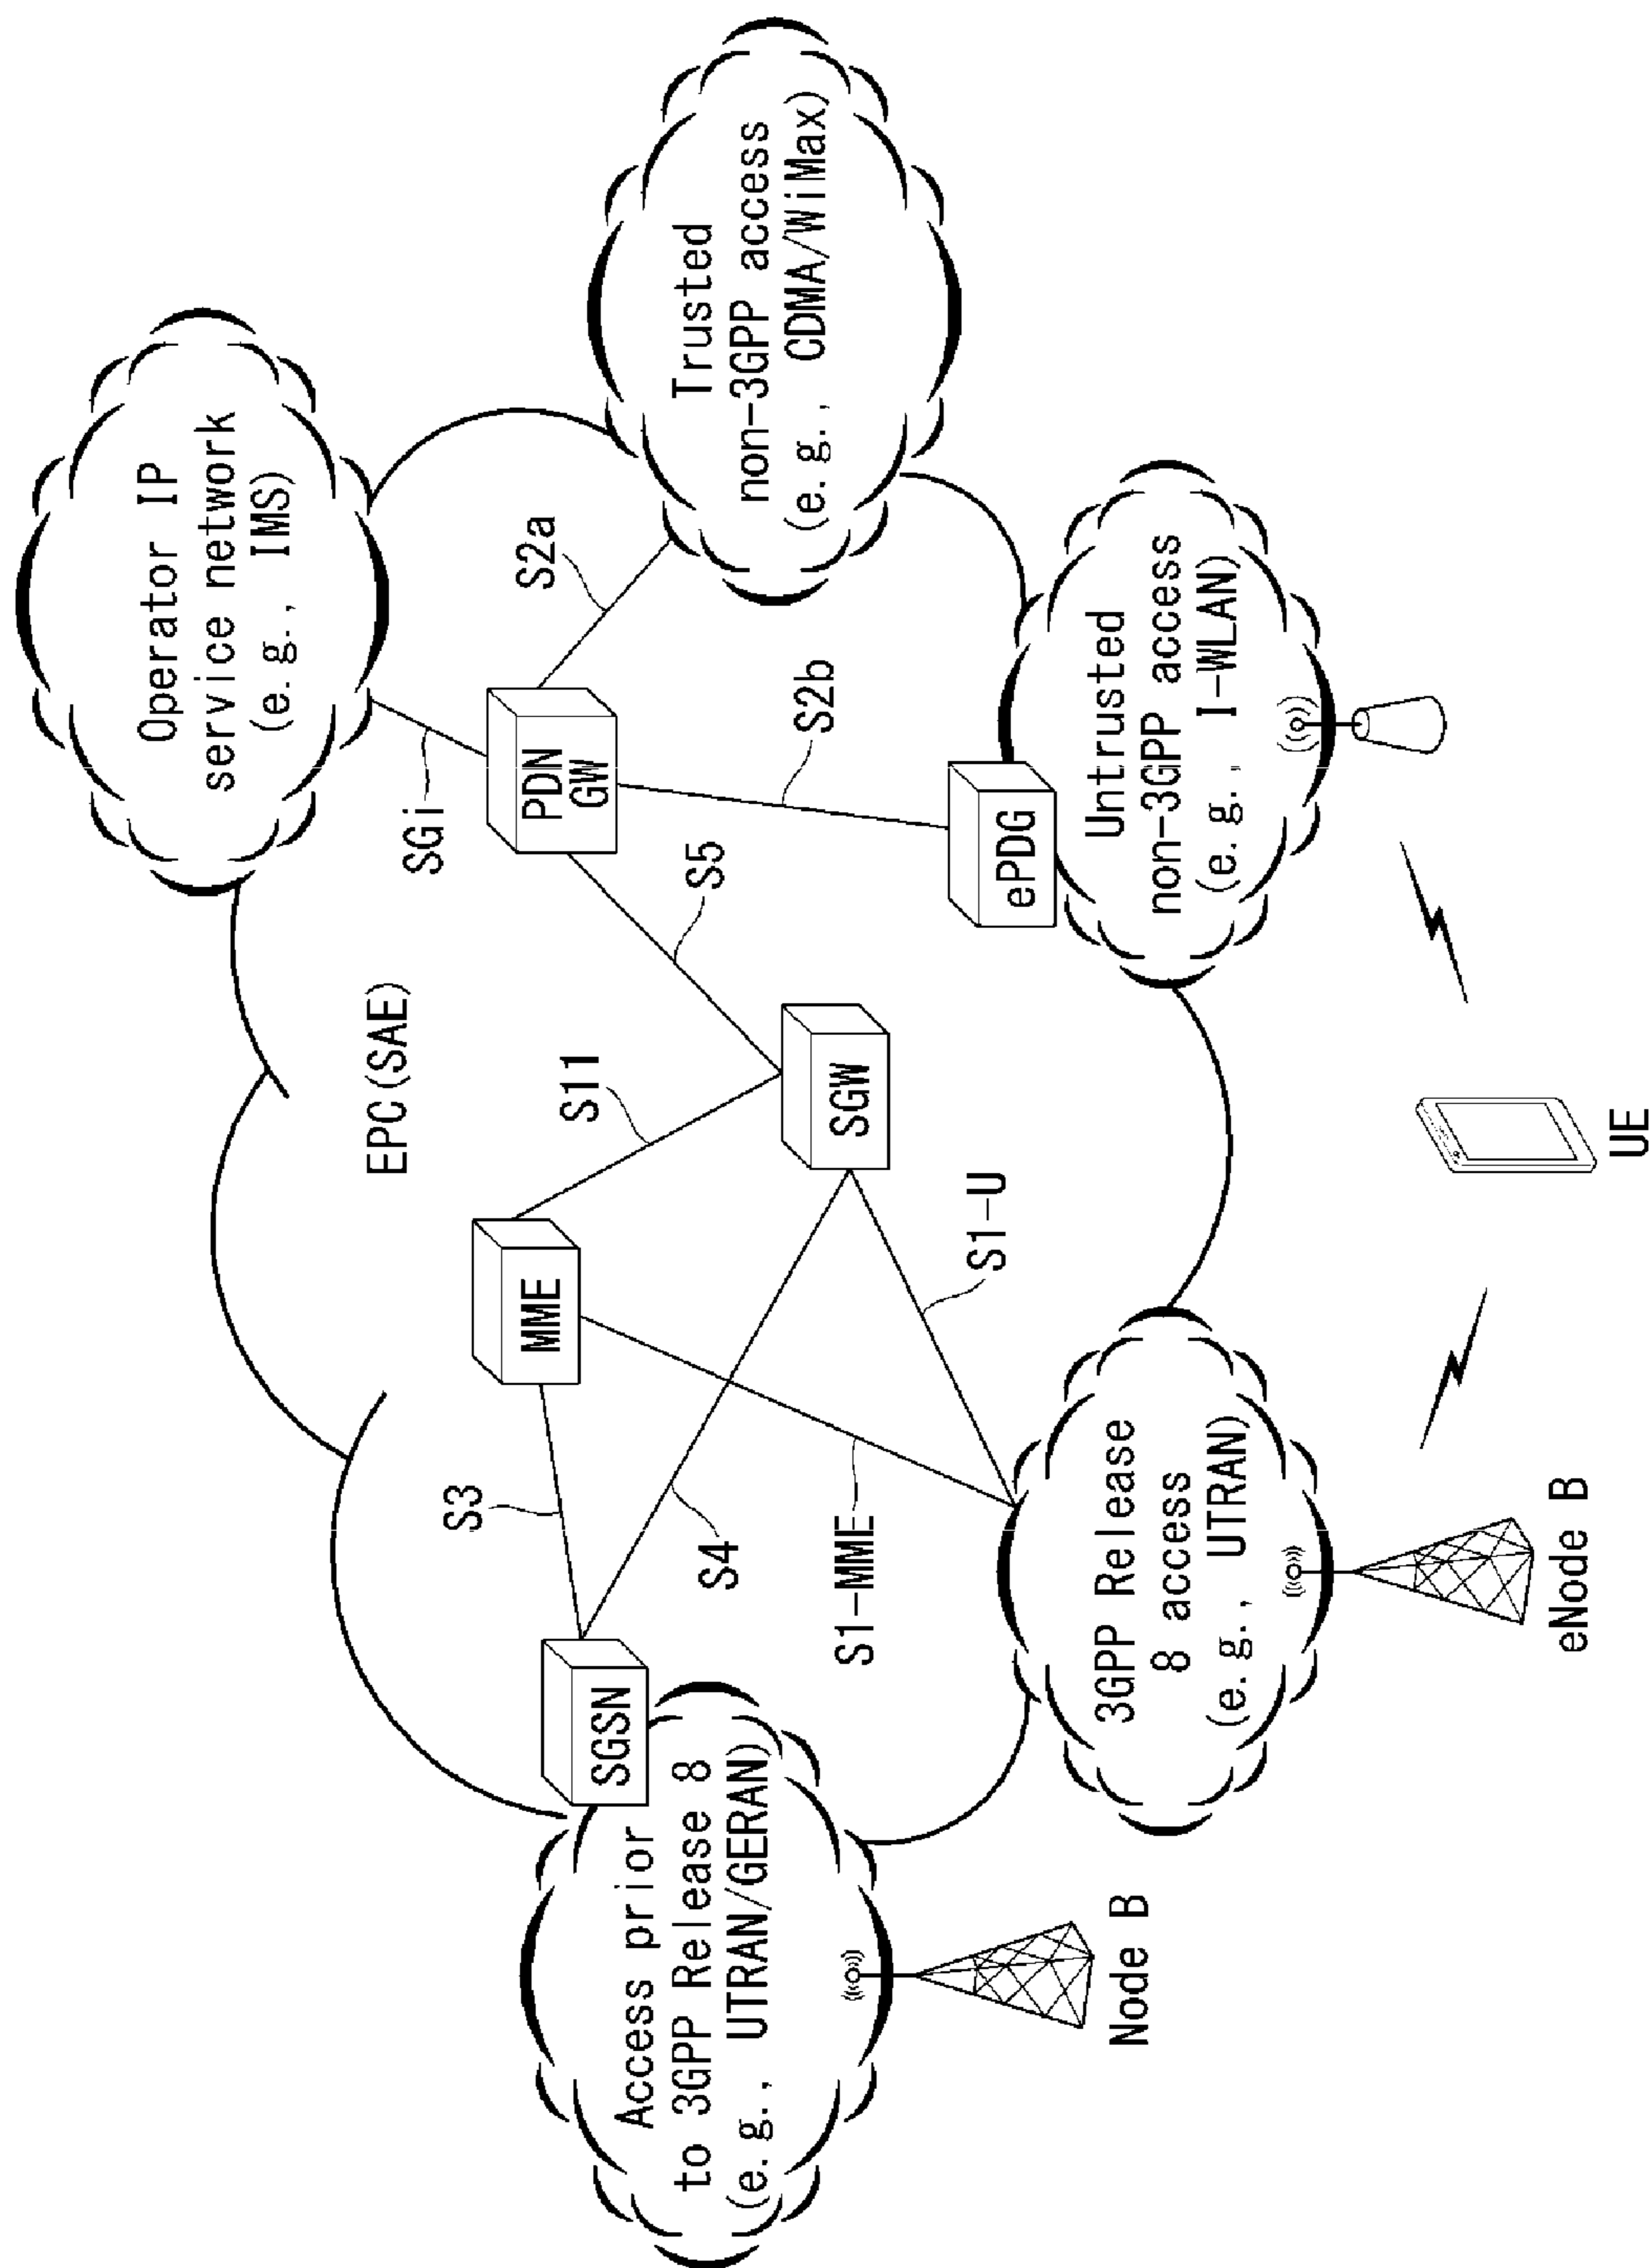 Operator IP
service network
(e.g., IMS)
SGi
S2a
EPC(SAE)
PDN
GW
Trusted
non-3GPP access
(e.g., CDMA/WiMax)
S3
MME
S11
S5
S2b
SGSN
Access prior
to 3GPP Release 8
(e.g., UTRAN/GERAN)
S4
SGW
ePDG
S1-MME
S1-U
3GPP Release
8 access
(e.g., UTRAN)
Untrusted
non-3GPP access
(e.g., I-WLAN)
Node B
eNode B
UE